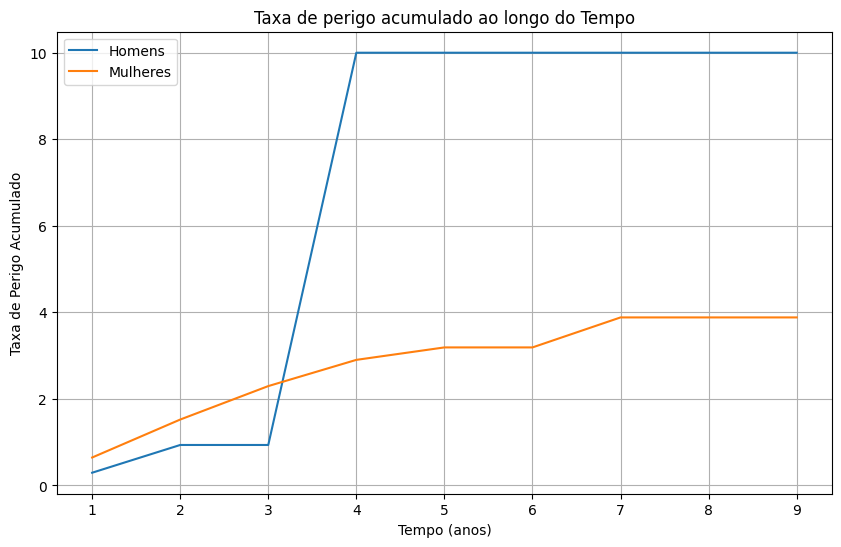 Taxa de perigo acumulado ao longo do Tempo
Homens
Mulheres
Taxa de Perigo Acumulado
10
8
6
4
2
0
1 2 3 4 5 6 7 8 9
Tempo (anos)